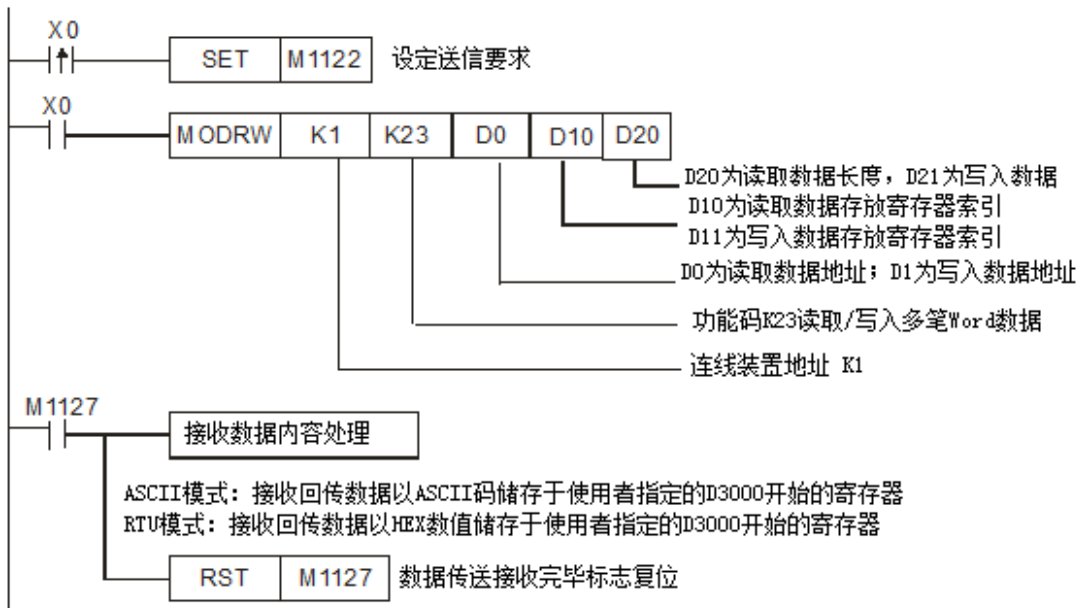 X0
SET M1122 设定送信要求
X0
MODRW K1 K23 D0 D10 D20
D20为读取数据长度，D21为写入数据
D10为读取数据存放寄存器索引
D11为写入数据存放寄存器索引
D0为读取数据地址；D1为写入数据地址
功能码K23读取/写入多笔Word数据
连线装置地址 K1
M1127
接收数据内容处理
ASCII模式：接收回传数据以ASCII码储存于使用者指定的D3000开始的寄存器
RTU模式：接收回传数据以HEX数值储存于使用者指定的D3000开始的寄存器
RST M1127 数据传送接收完毕标志复位